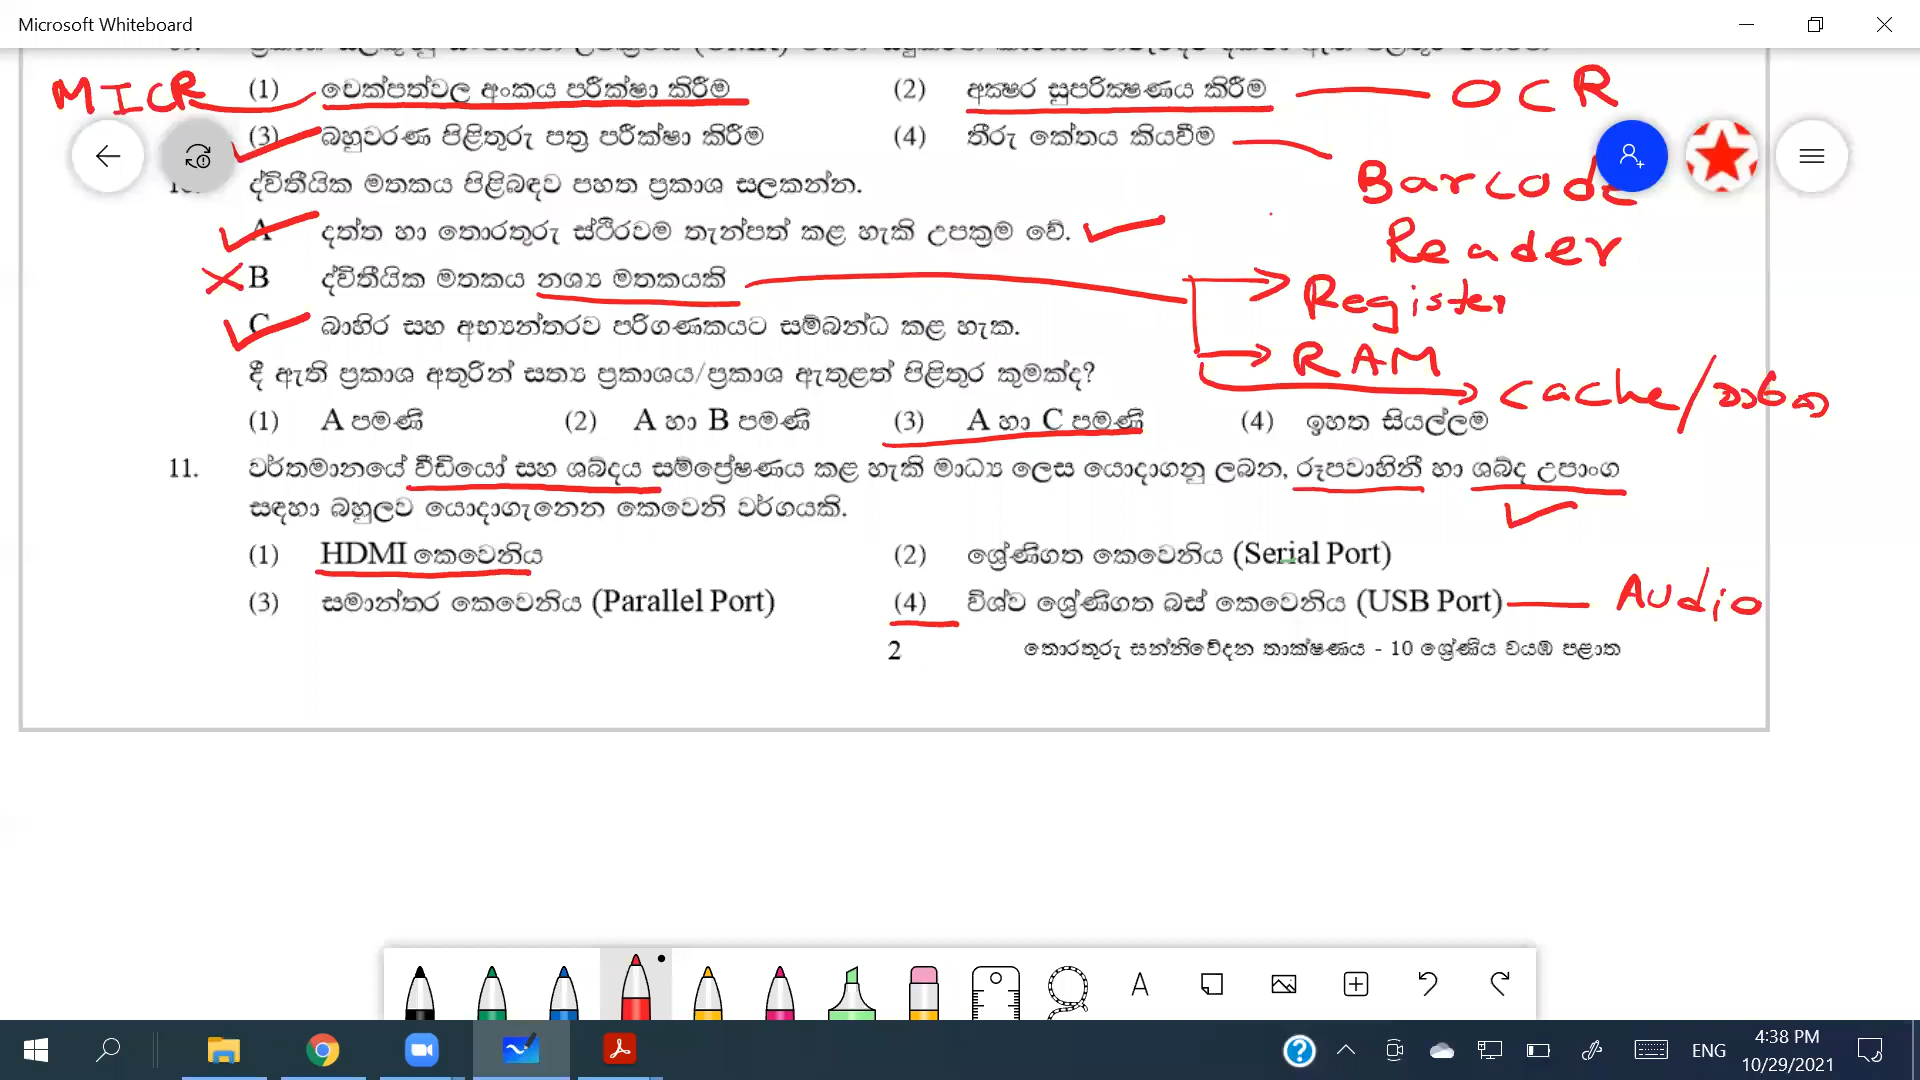 Microsoft Whiteboard
MICR (1) චෙක්පත්වල අංකය පරීක්ෂා කිරීම (2) අක්ෂර සුපරික්ෂණය කිරීම OCR
(3) බහුවරණ පිළිතුරු පත්‍ර පරීක්ෂා කිරීම (4) තීරු කේතය කියවීම
Barcode
ද්විතීයික මතකය පිළිබඳව පහත ප්‍රකාශ සලකන්න.
A දත්ත හා තොරතුරු ස්ථිරවම තැන්පත් කළ හැකි උපක්‍රම වේ.
Reader
B ද්විතීයික මතකය නශ්‍ය මතකයකි
Register
C බාහිර සහ අභ්‍යන්තරව පරිගණකයට සම්බන්ධ කළ හැක.
RAM
දී ඇති ප්‍රකාශ අතුරින් සත්‍ය ප්‍රකාශය/ප්‍රකාශ ඇතුළත් පිළිතුර කුමක්ද?
cache/
(1) A පමණි (2) A හා B පමණි (3) A හා C පමණි (4) ඉහත සියල්ලම
11. වර්තමානයේ වීඩියෝ සහ ශබ්දය සම්ප්‍රේෂණය කළ හැකි මාධ්‍ය ලෙස යොදාගනු ලබන, රූපවාහිනී හා ශබ්ද උපාංග
සඳහා බහුලව යොදාගැනෙන කෙවෙනි වර්ගයකි.
(1) HDMI කෙවෙනිය (2) ශ්‍රේණිගත කෙවෙනිය (Serial Port)
(3) සමාන්තර කෙවෙනිය (Parallel Port) (4) විශ්ව ශ්‍රේණිගත බස් කෙවෙනිය (USB Port) Audio
2 තොරතුරු සන්නිවේදන තාක්ෂණය - 10 ශ්‍රේණිය වයඹ පළාත
ENG
4:38 PM
10/29/2021